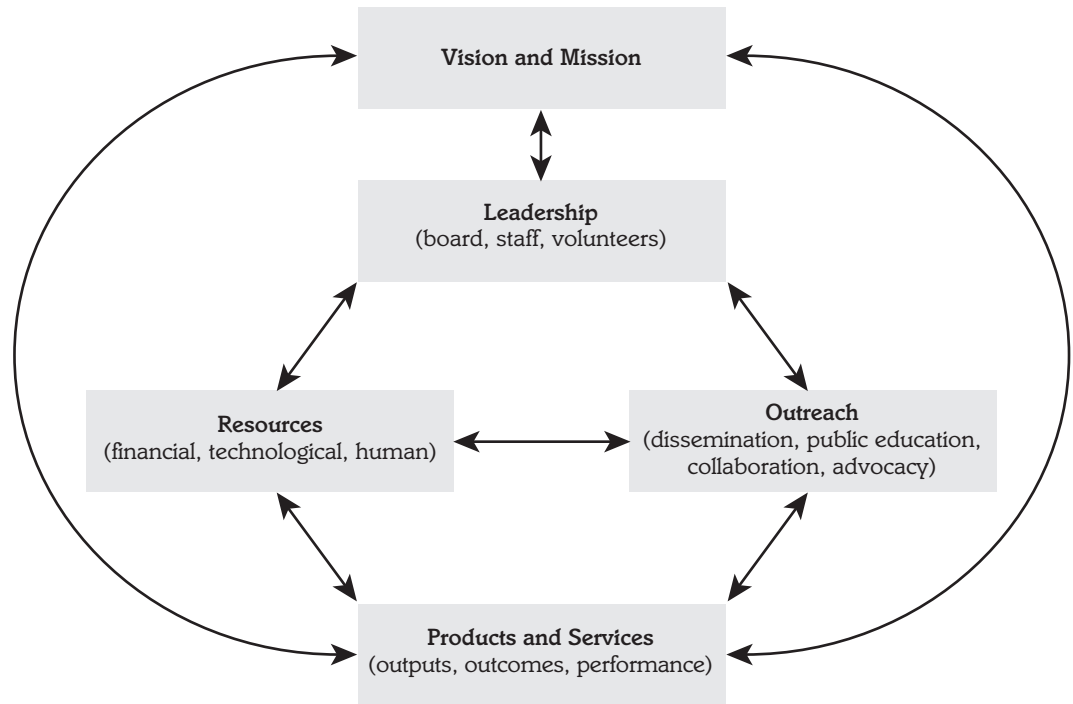 Vision and Mission
Leadership
(board, staff, volunteers)
Resources
(financial, technological, human)
Outreach
(dissemination, public education,
collaboration, advocacy)
Products and Services
(outputs, outcomes, performance)